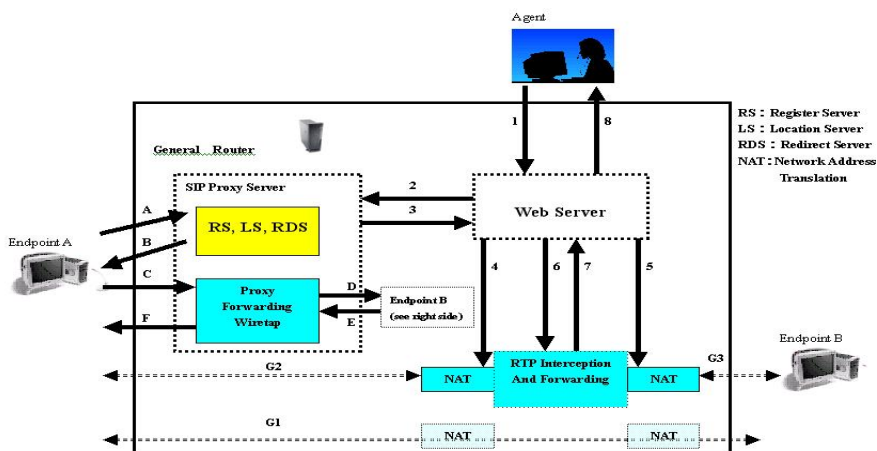 Agent
RS : Register Server
LS : Location Server
RDS : Redirect Server
NAT : Network Address
Translation
1
8
General Router
SIP Proxy Server
2
3
Web Server
A
RS, LS, RDS
B
Endpoint A
C
Proxy
Forwarding
Wiretap
D
E
F
Endpoint B
(see right side)
4
6
7
5
Endpoint B
G2
NAT
RTP Interception
And Forwarding
NAT
G3
G1
NAT
NAT